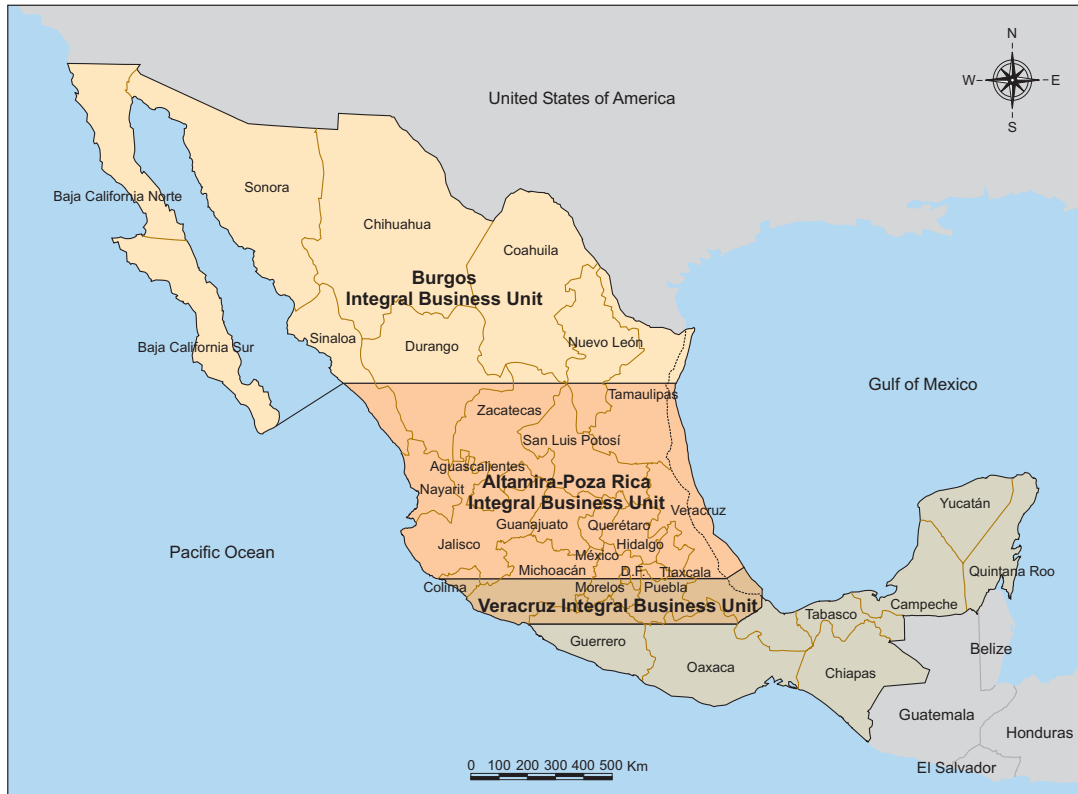 N
W
E
S
United States of America
Baja California Norte
Sonora
Chihuahua
Coahuila
Burgos
Integral Business Unit
Sinaloa
Durango
Nuevo León
Baja California Sur
Gulf of Mexico
Tamaulipas
Zacatecas
San Luis Potosí
Aguascalientes
Nayarit
Altamira-Poza Rica
Integral Business Unit
Veracruz
Guanajuato
Querétaro
Jalisco
Hidalgo
México
Michoacán
D.F.
Tlaxcala
Pacific Ocean
Yucatán
Quintana Roo
Colima
Morelos
Puebla
Veracruz Integral Business Unit
Campeche
Tabasco
Guerrero
Oaxaca
Chiapas
Belize
Guatemala
Honduras
El Salvador
0 100 200 300 400 500 Km